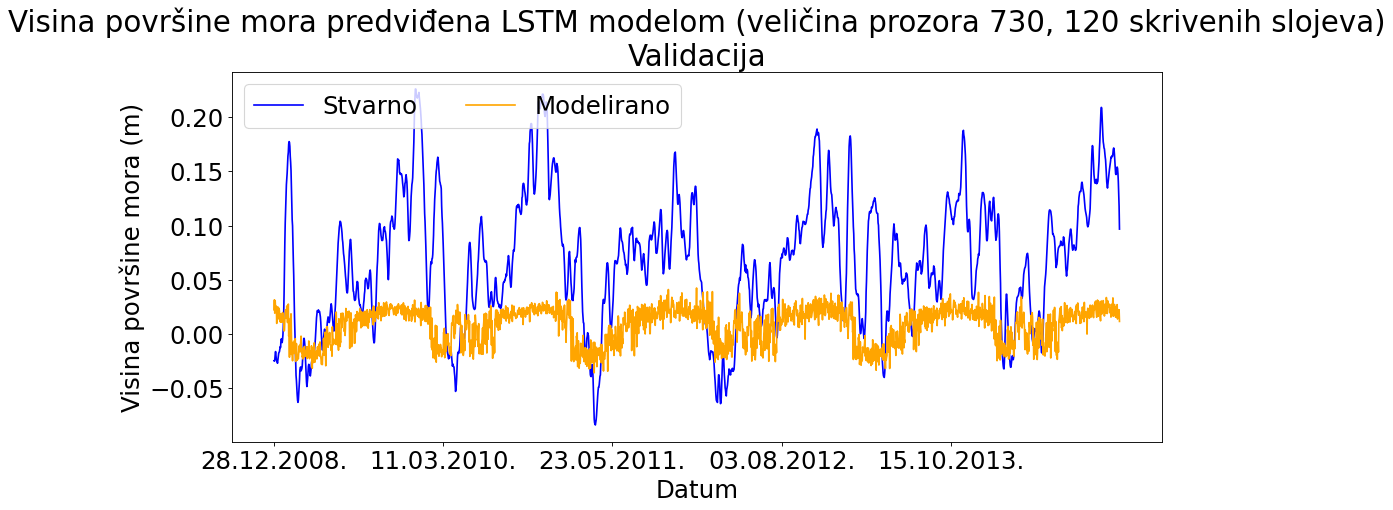 Visina površine mora predviđena LSTM modelom (veličina prozora 730, 120 skrivenih slojeva)
Validacija
Stvarno
Modelirano
Visina površine mora (m)
0.20
0.15
0.10
0.05
0.00
−0.05
28.12.2008.
11.03.2010.
23.05.2011.
03.08.2012.
15.10.2013.
Datum